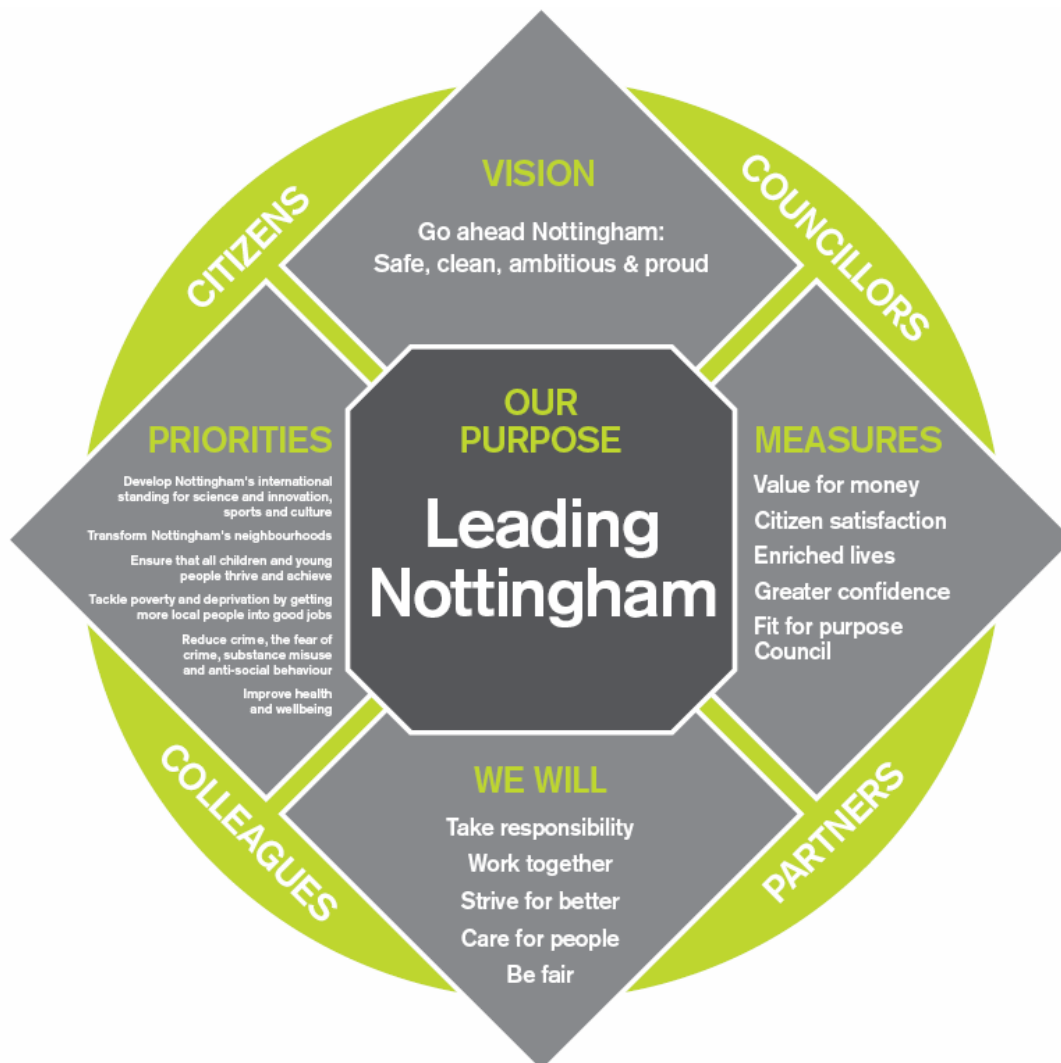 CITIZENS
COUNCILLORS
VISION
Go ahead Nottingham:
Safe, clean, ambitious & proud
PRIORITIES
Develop Nottingham's international
standing for science and innovation,
sports and culture
Transform Nottingham's neighbourhoods
Ensure that all children and young
people thrive and achieve
Tackle poverty and deprivation by getting
more local people into good jobs
Reduce crime, the fear of
crime, substance misuse
and anti-social behaviour
Improve health
and wellbeing
OUR
PURPOSE
Leading
Nottingham
MEASURES
Value for money
Citizen satisfaction
Enriched lives
Greater confidence
Fit for purpose
Council
WE WILL
Take responsibility
Work together
Strive for better
Care for people
Be fair
COLLEAGUES
PARTNERS